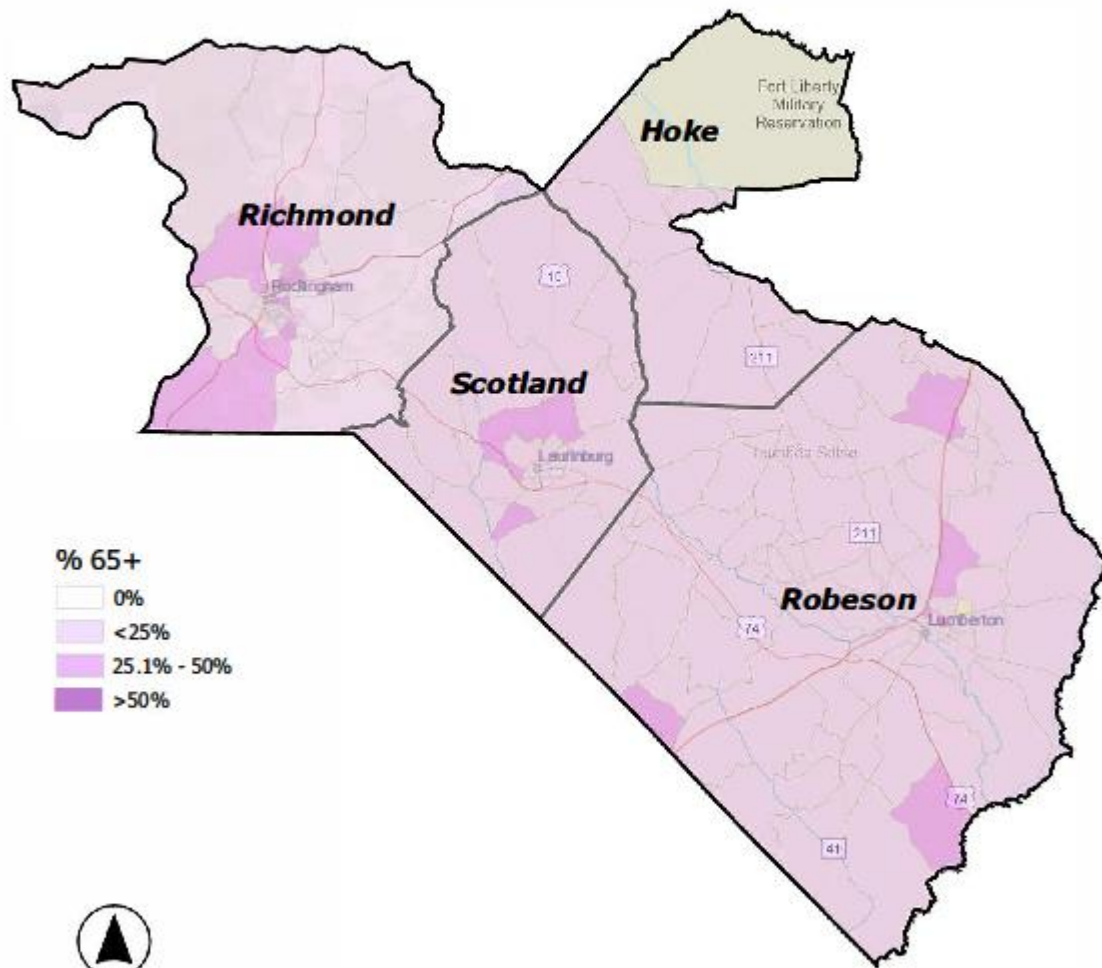 Fort Liberty
Military
Reservation
Hoke
Richmond
15
Rockingham
211
Scotland
Laurinburg
211
% 65+
0%
<25%
25.1% - 50%
>50%
Robeson
74
Lumberton
74
41